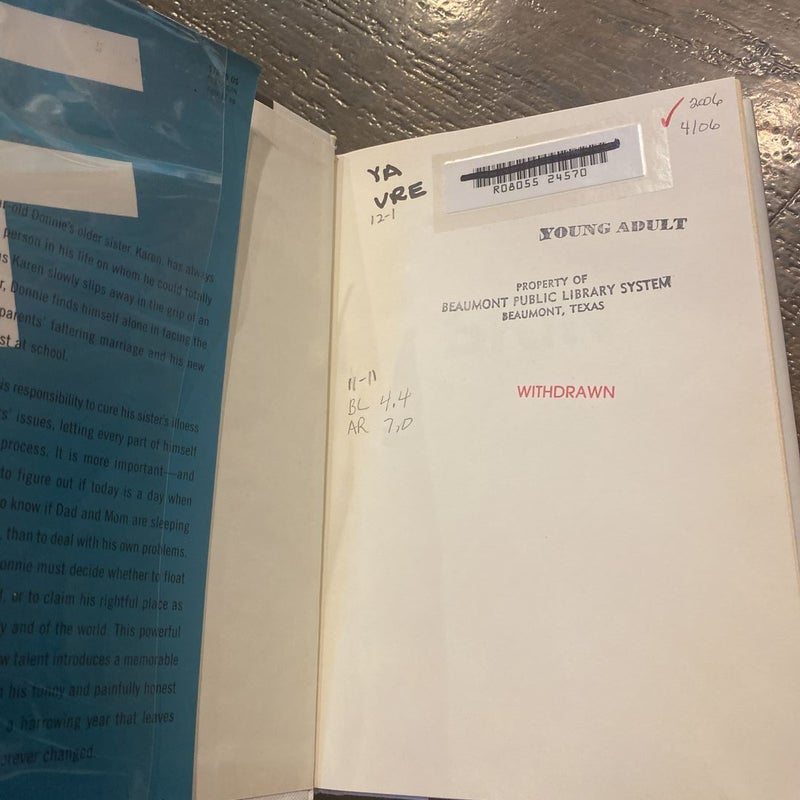 r-old Donnie's older sister, Karen, has always
person in his life on whom he could totally
s Karen slowly slips away in the grip of an
r, Donnie finds himself alone in facing the
parents' faltering marriage and his new
st at school.
is responsibility to cure his sister's illness
s' issues, letting every part of himself
process. It is more important—and
to figure out if today is a day when
o know if Dad and Mom are sleeping
, than to deal with his own problems.
onnie must decide whether to float
, or to claim his rightful place as
y and of the world. This powerful
w talent introduces a memorable
his funny and painfully honest
a harrowing year that leaves
orever changed.
YA
VRE
12-1
2006
4/06
R08055 24570
YOUNG ADULT
PROPERTY OF
BEAUMONT PUBLIC LIBRARY SYSTEM
BEAUMONT, TEXAS
WITHDRAWN
11-11
BL 4.4
AR 7.0